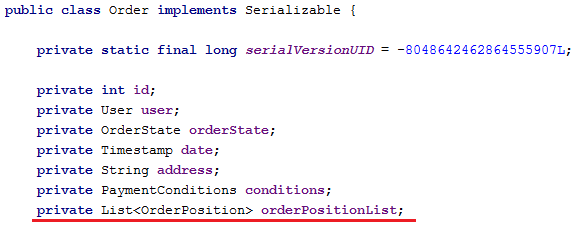 public class Order implements Serializable {
private static final long serialVersionUID = -8048642462864555907L;
private int id;
private User user;
private OrderState orderState;
private Timestamp date;
private String address;
private PaymentConditions conditions;
private List<OrderPosition> orderPositionList;